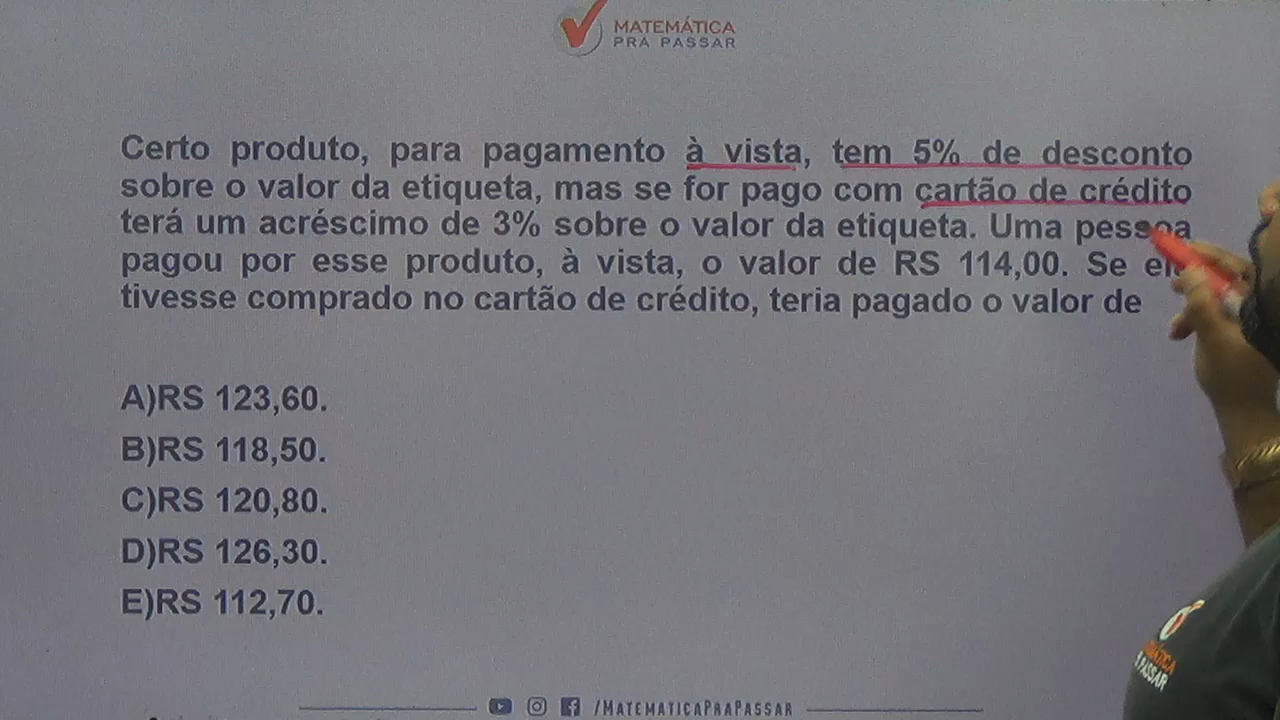 MATEMÁTICA
PRA PASSAR
Certo produto, para pagamento à vista, tem 5% de desconto
sobre o valor da etiqueta, mas se for pago com cartão de crédito
terá um acréscimo de 3% sobre o valor da etiqueta. Uma pessoa
pagou por esse produto, à vista, o valor de RS 114,00. Se
tivesse comprado no cartão de crédito, teria pagado o valor de
A)RS 123,60.
B)RS 118,50.
C)RS 120,80.
D)RS 126,30.
E)RS 112,70.
PASSAR
/MATEMATICAPRAPASSAR